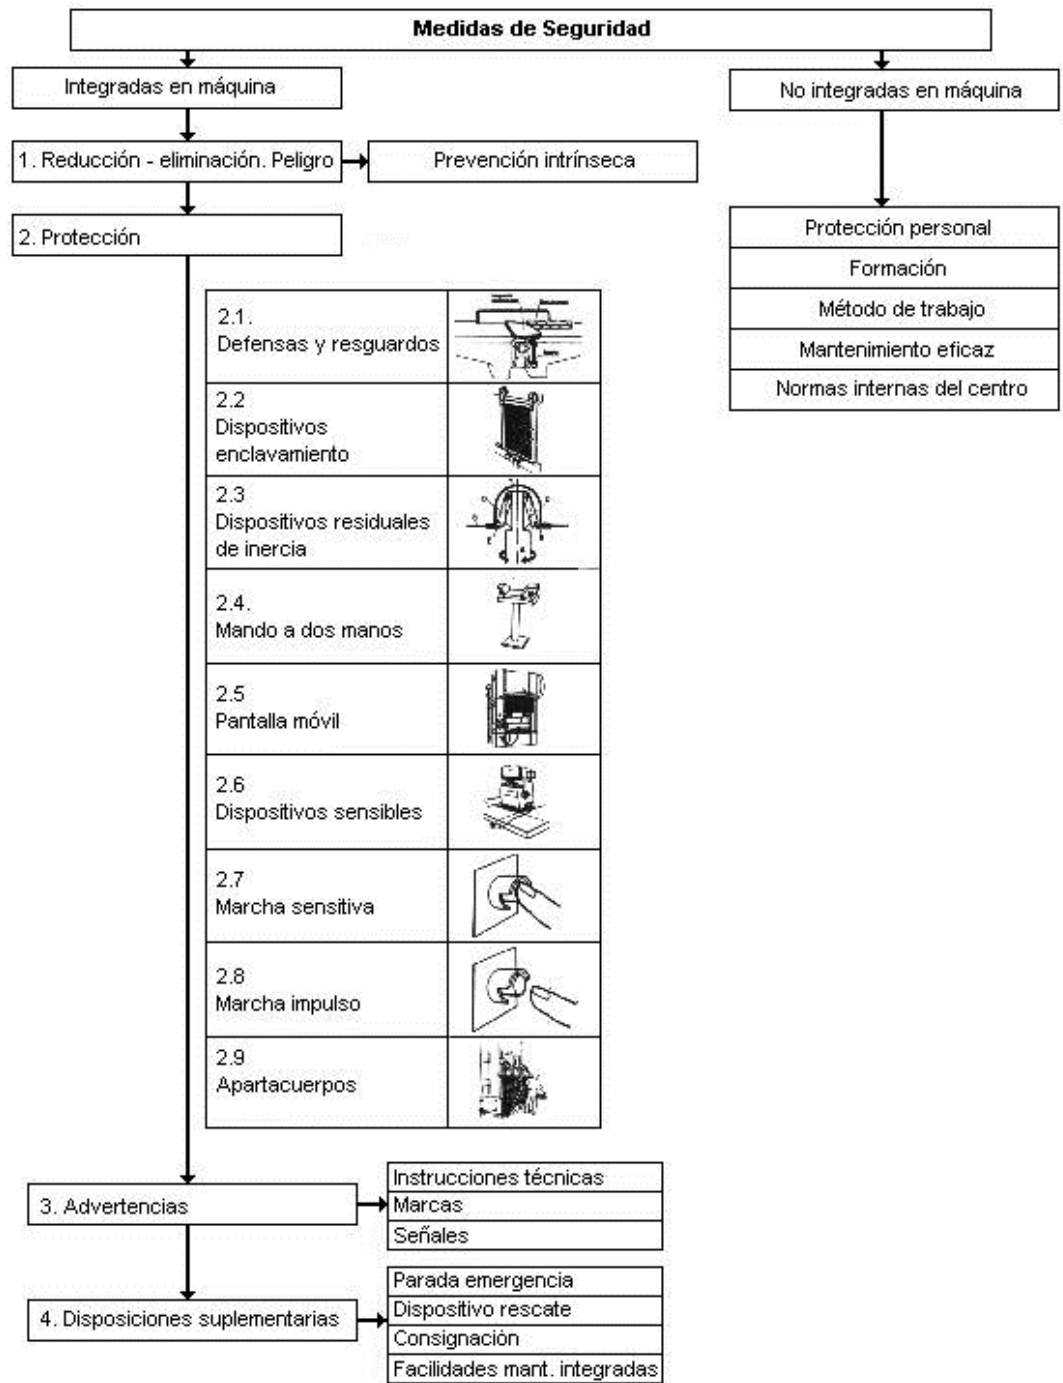 Medidas de Seguridad
Integradas en máquina
No integradas en máquina
1. Reducción - eliminación. Peligro
Prevención intrínseca
2. Protección
Protección personal
Formación
Método de trabajo
Mantenimiento eficaz
Normas internas del centro
2.1.
Defensas y resguardos
2.2
Dispositivos
enclavamiento
2.3
Dispositivos residuales
de inercia
2.4.
Mando a dos manos
2.5
Pantalla móvil
2.6
Dispositivos sensibles
2.7
Marcha sensitiva
2.8
Marcha impulso
2.9
Apartacuerpos
3. Advertencias
Instrucciones técnicas
Marcas
Señales
4. Disposiciones suplementarias
Parada emergencia
Dispositivo rescate
Consignación
Facilidades mant. integradas